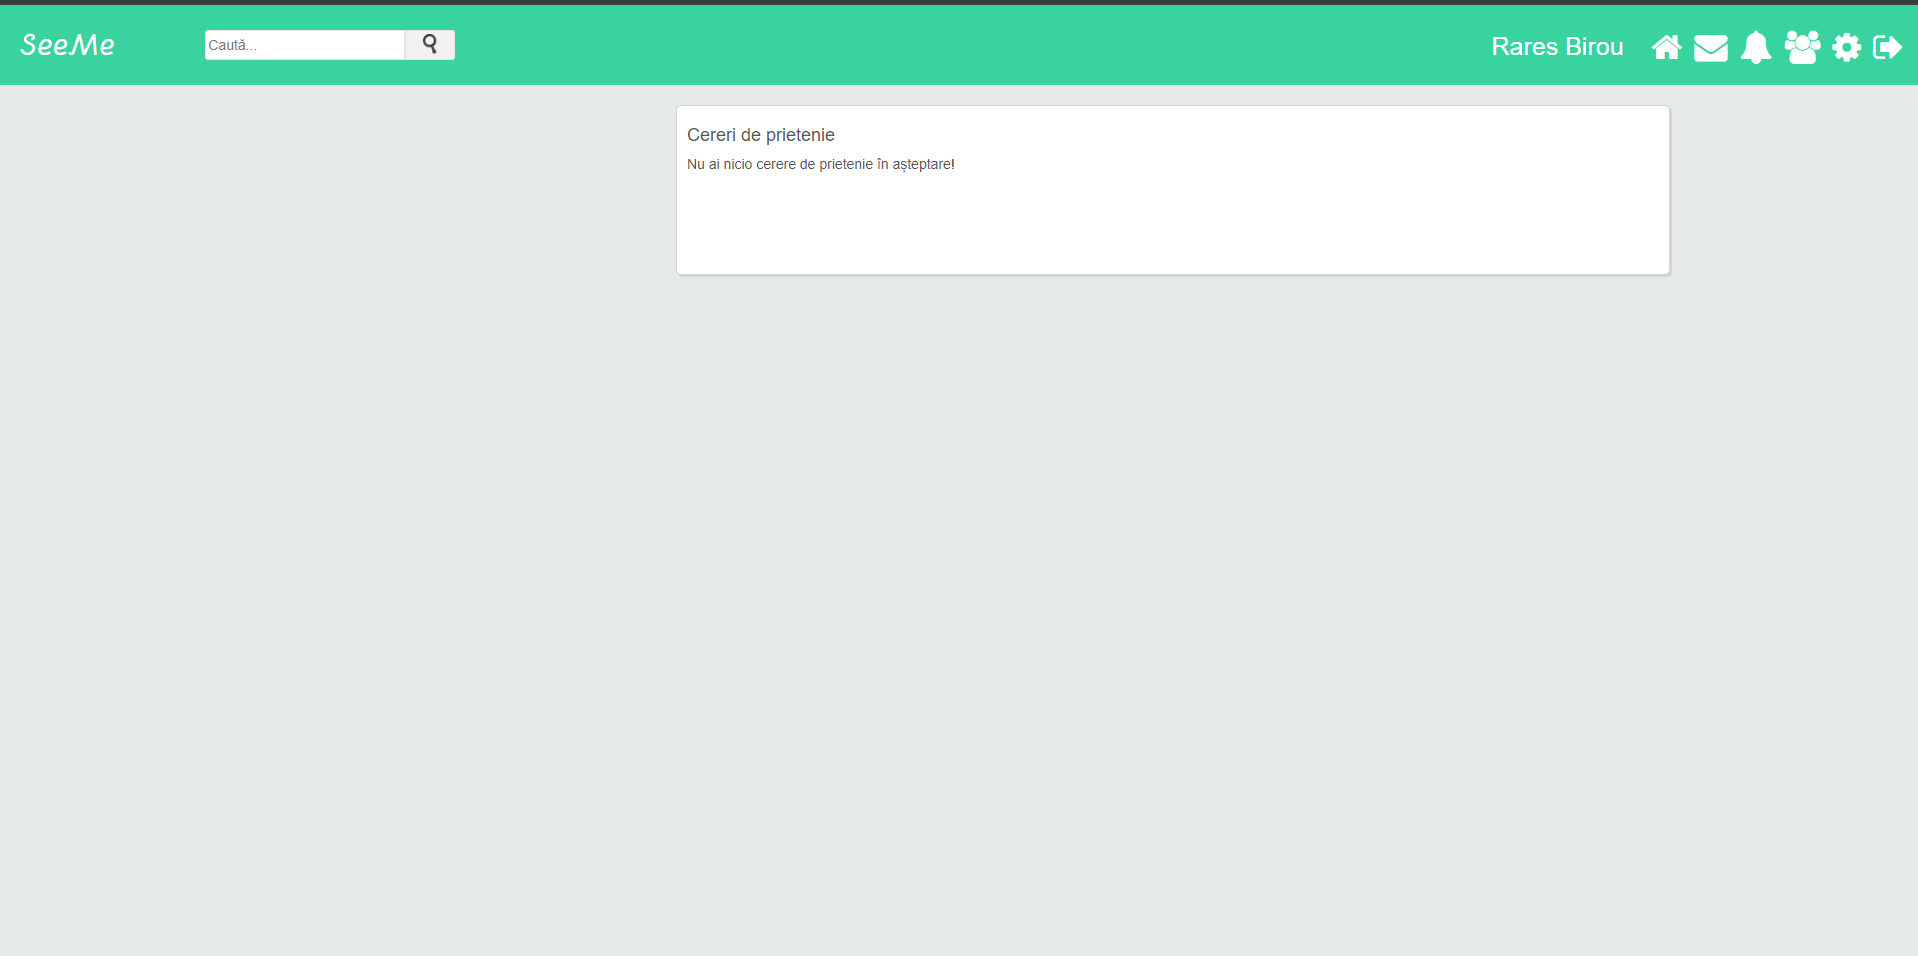 SeeMe
Caută...
Rares Birou
Cereri de prietenie
Nu ai nicio cerere de prietenie în așteptare!